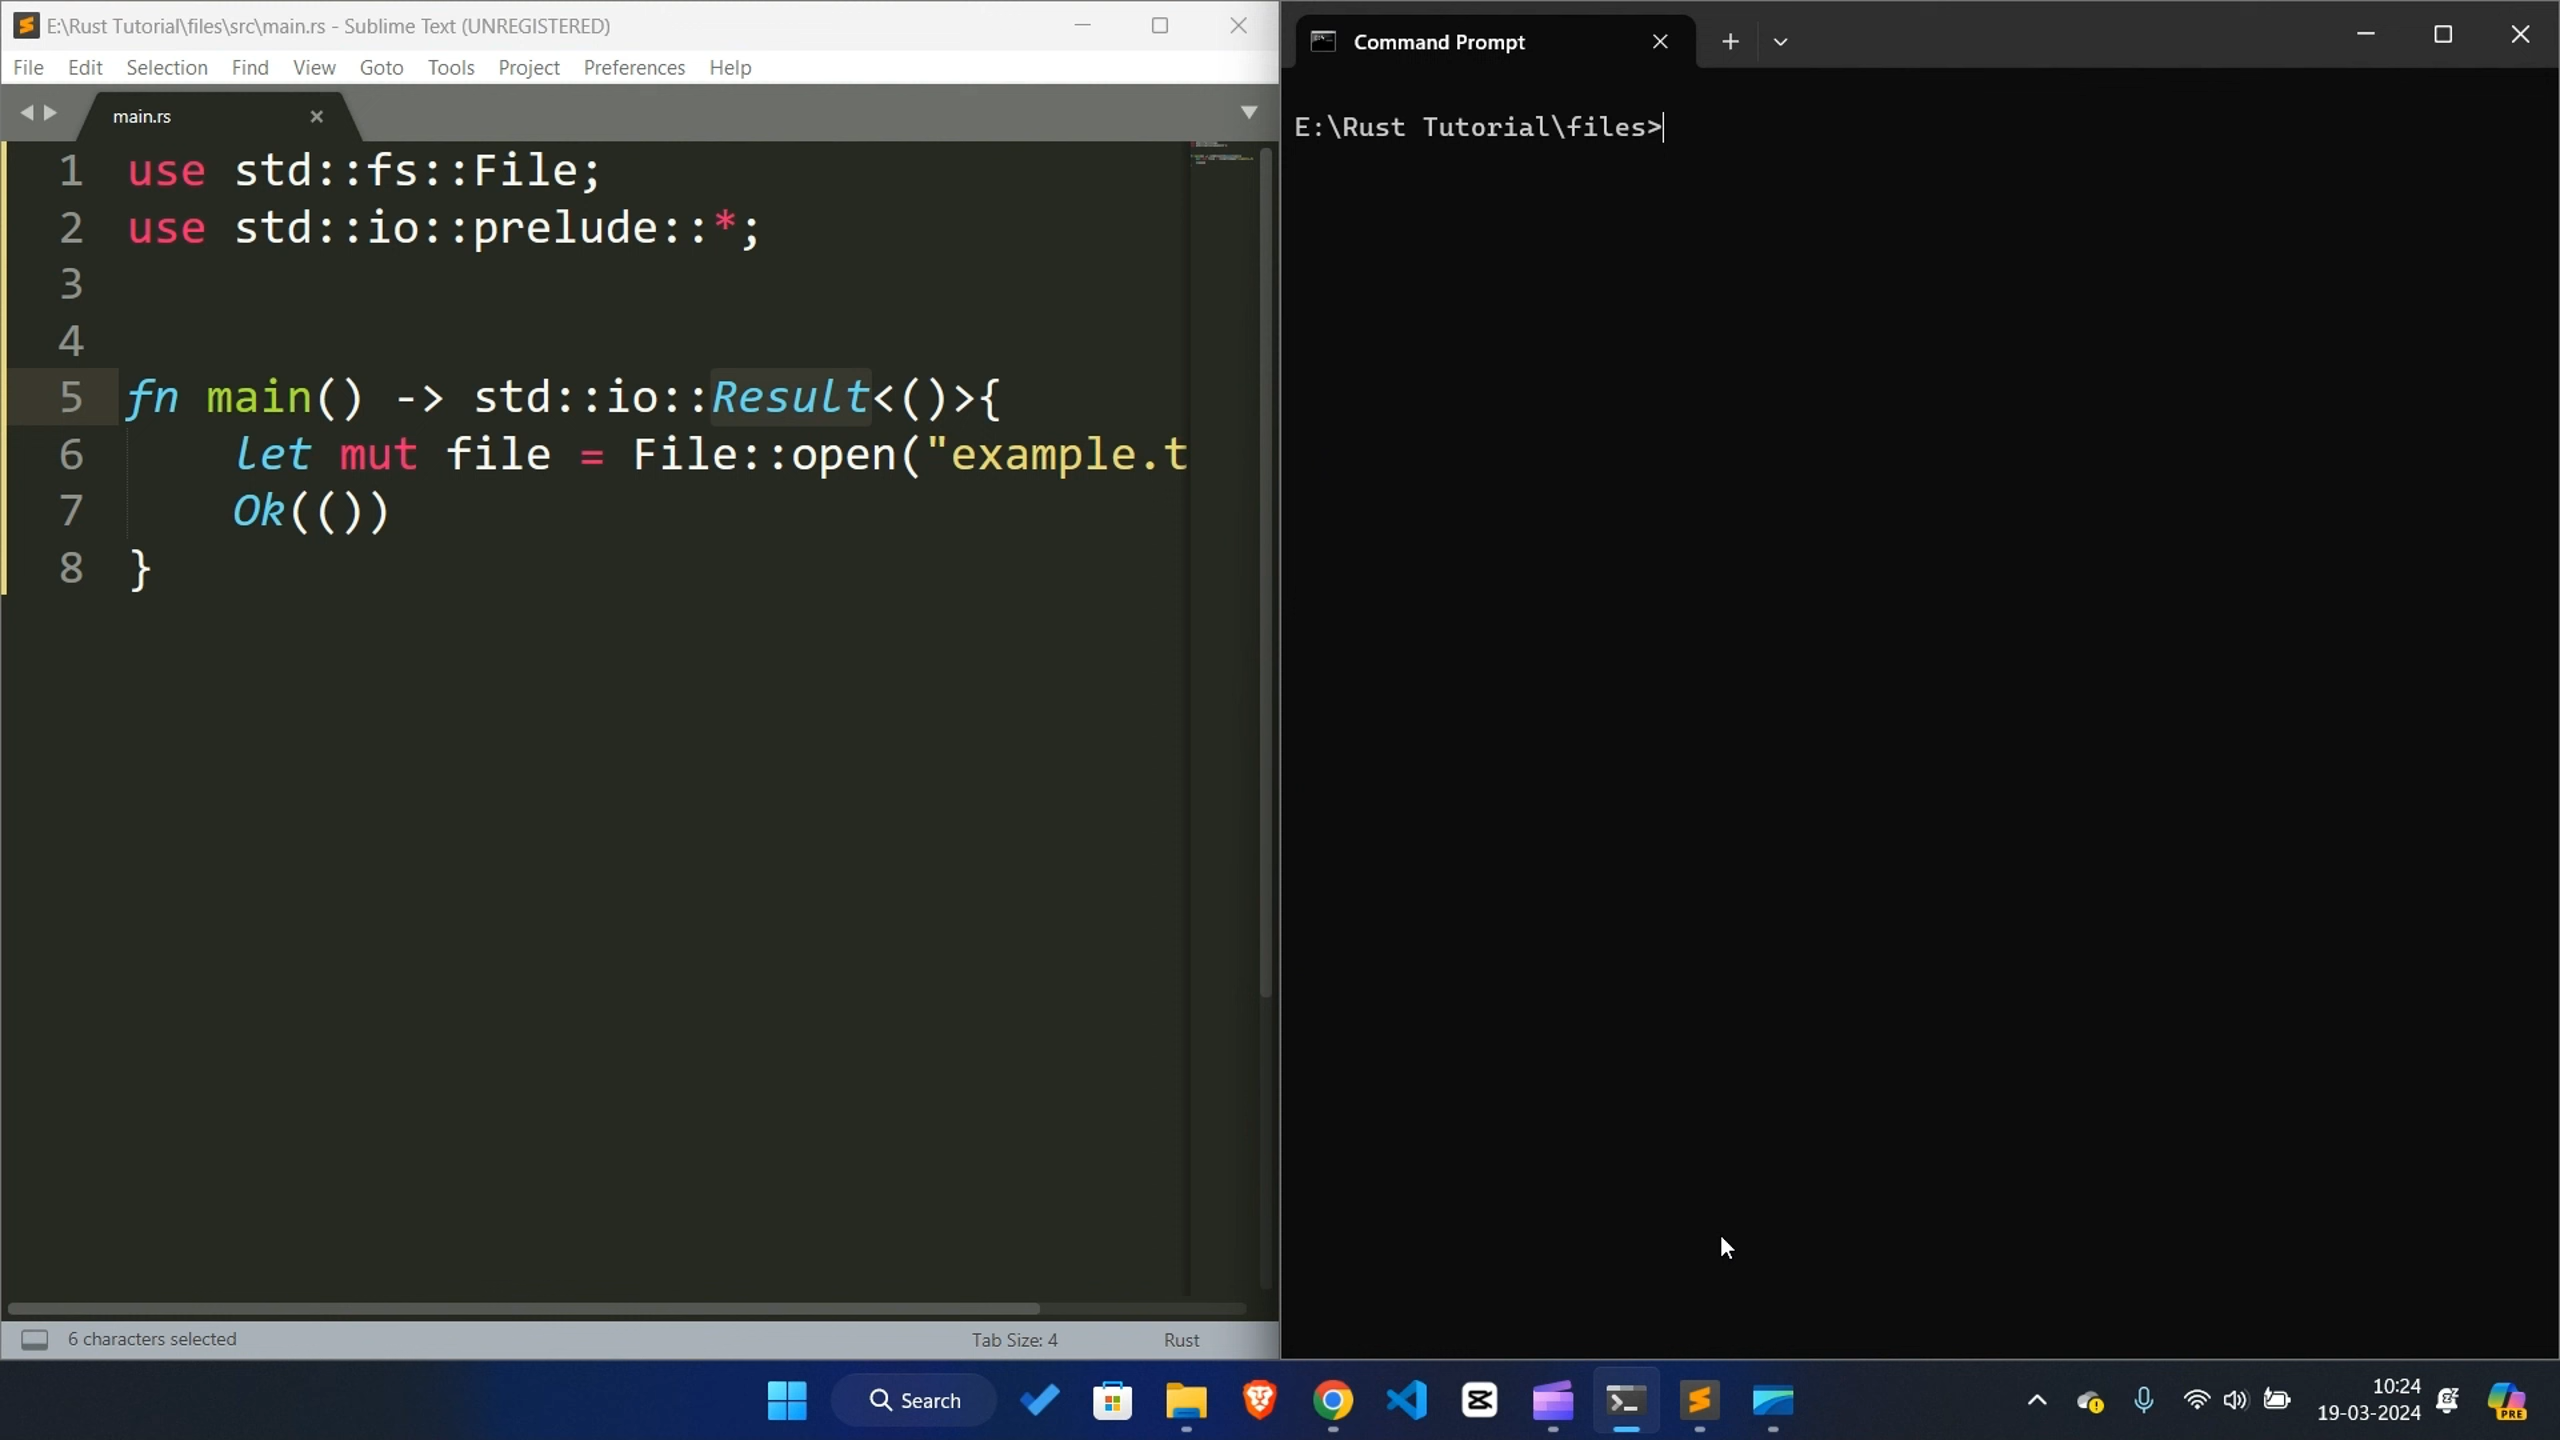 E:\Rust Tutorial\files\src\main.rs - Sublime Text (UNREGISTERED)
File Edit Selection Find View Goto Tools Project Preferences Help
main.rs
1 use std::fs::File;
2 use std::io::prelude::*;
3
4
5 fn main() -> std::io::Result<()>{
6     let mut file = File::open("example.t
7     Ok(())
8 }
6 characters selected
Tab Size: 4
Rust
Command Prompt
E:\Rust Tutorial\files>
Search
10:24
19-03-2024
PRE